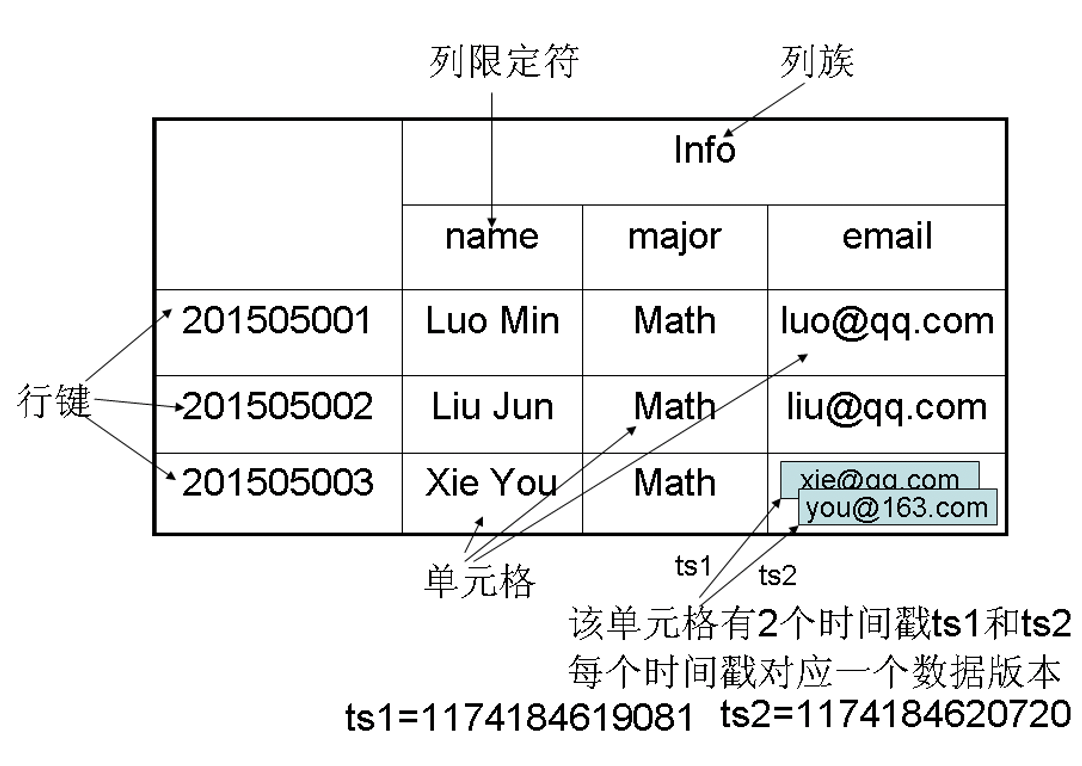 列限定符 列族
Info
name major email
201505001 Luo Min Math luo@qq.com
行键
201505002 Liu Jun Math liu@qq.com
201505003 Xie You Math xie@qq.com
you@163.com
单元格
ts1 ts2
该单元格有2个时间戳ts1和ts2
每个时间戳对应一个数据版本
ts1=1174184619081 ts2=1174184620720